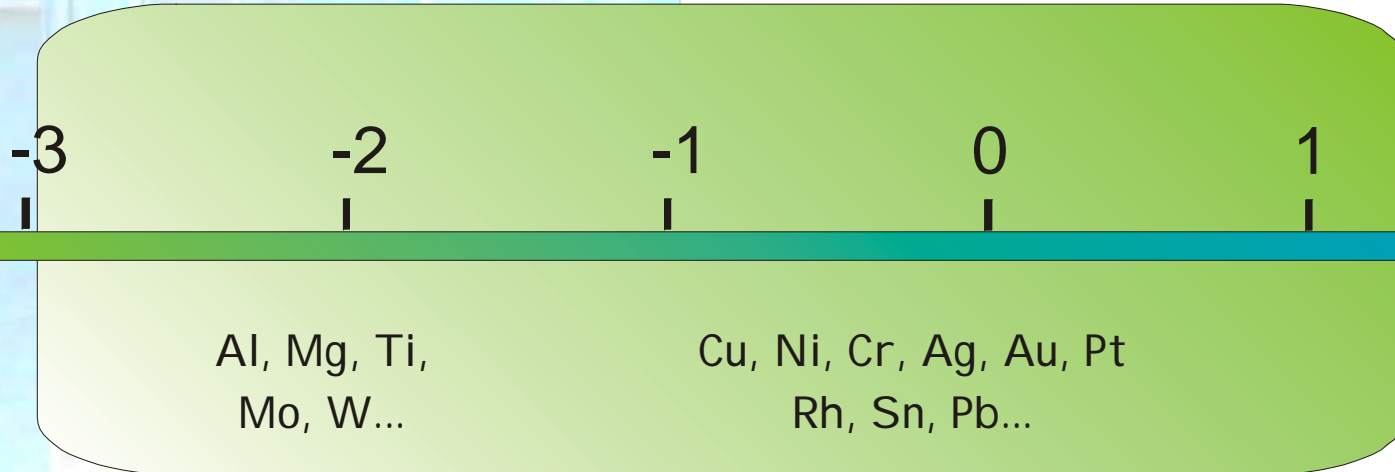 -3 -2 -1 0 1
Al, Mg, Ti,
Mo, W...
Cu, Ni, Cr, Ag, Au, Pt
Rh, Sn, Pb...